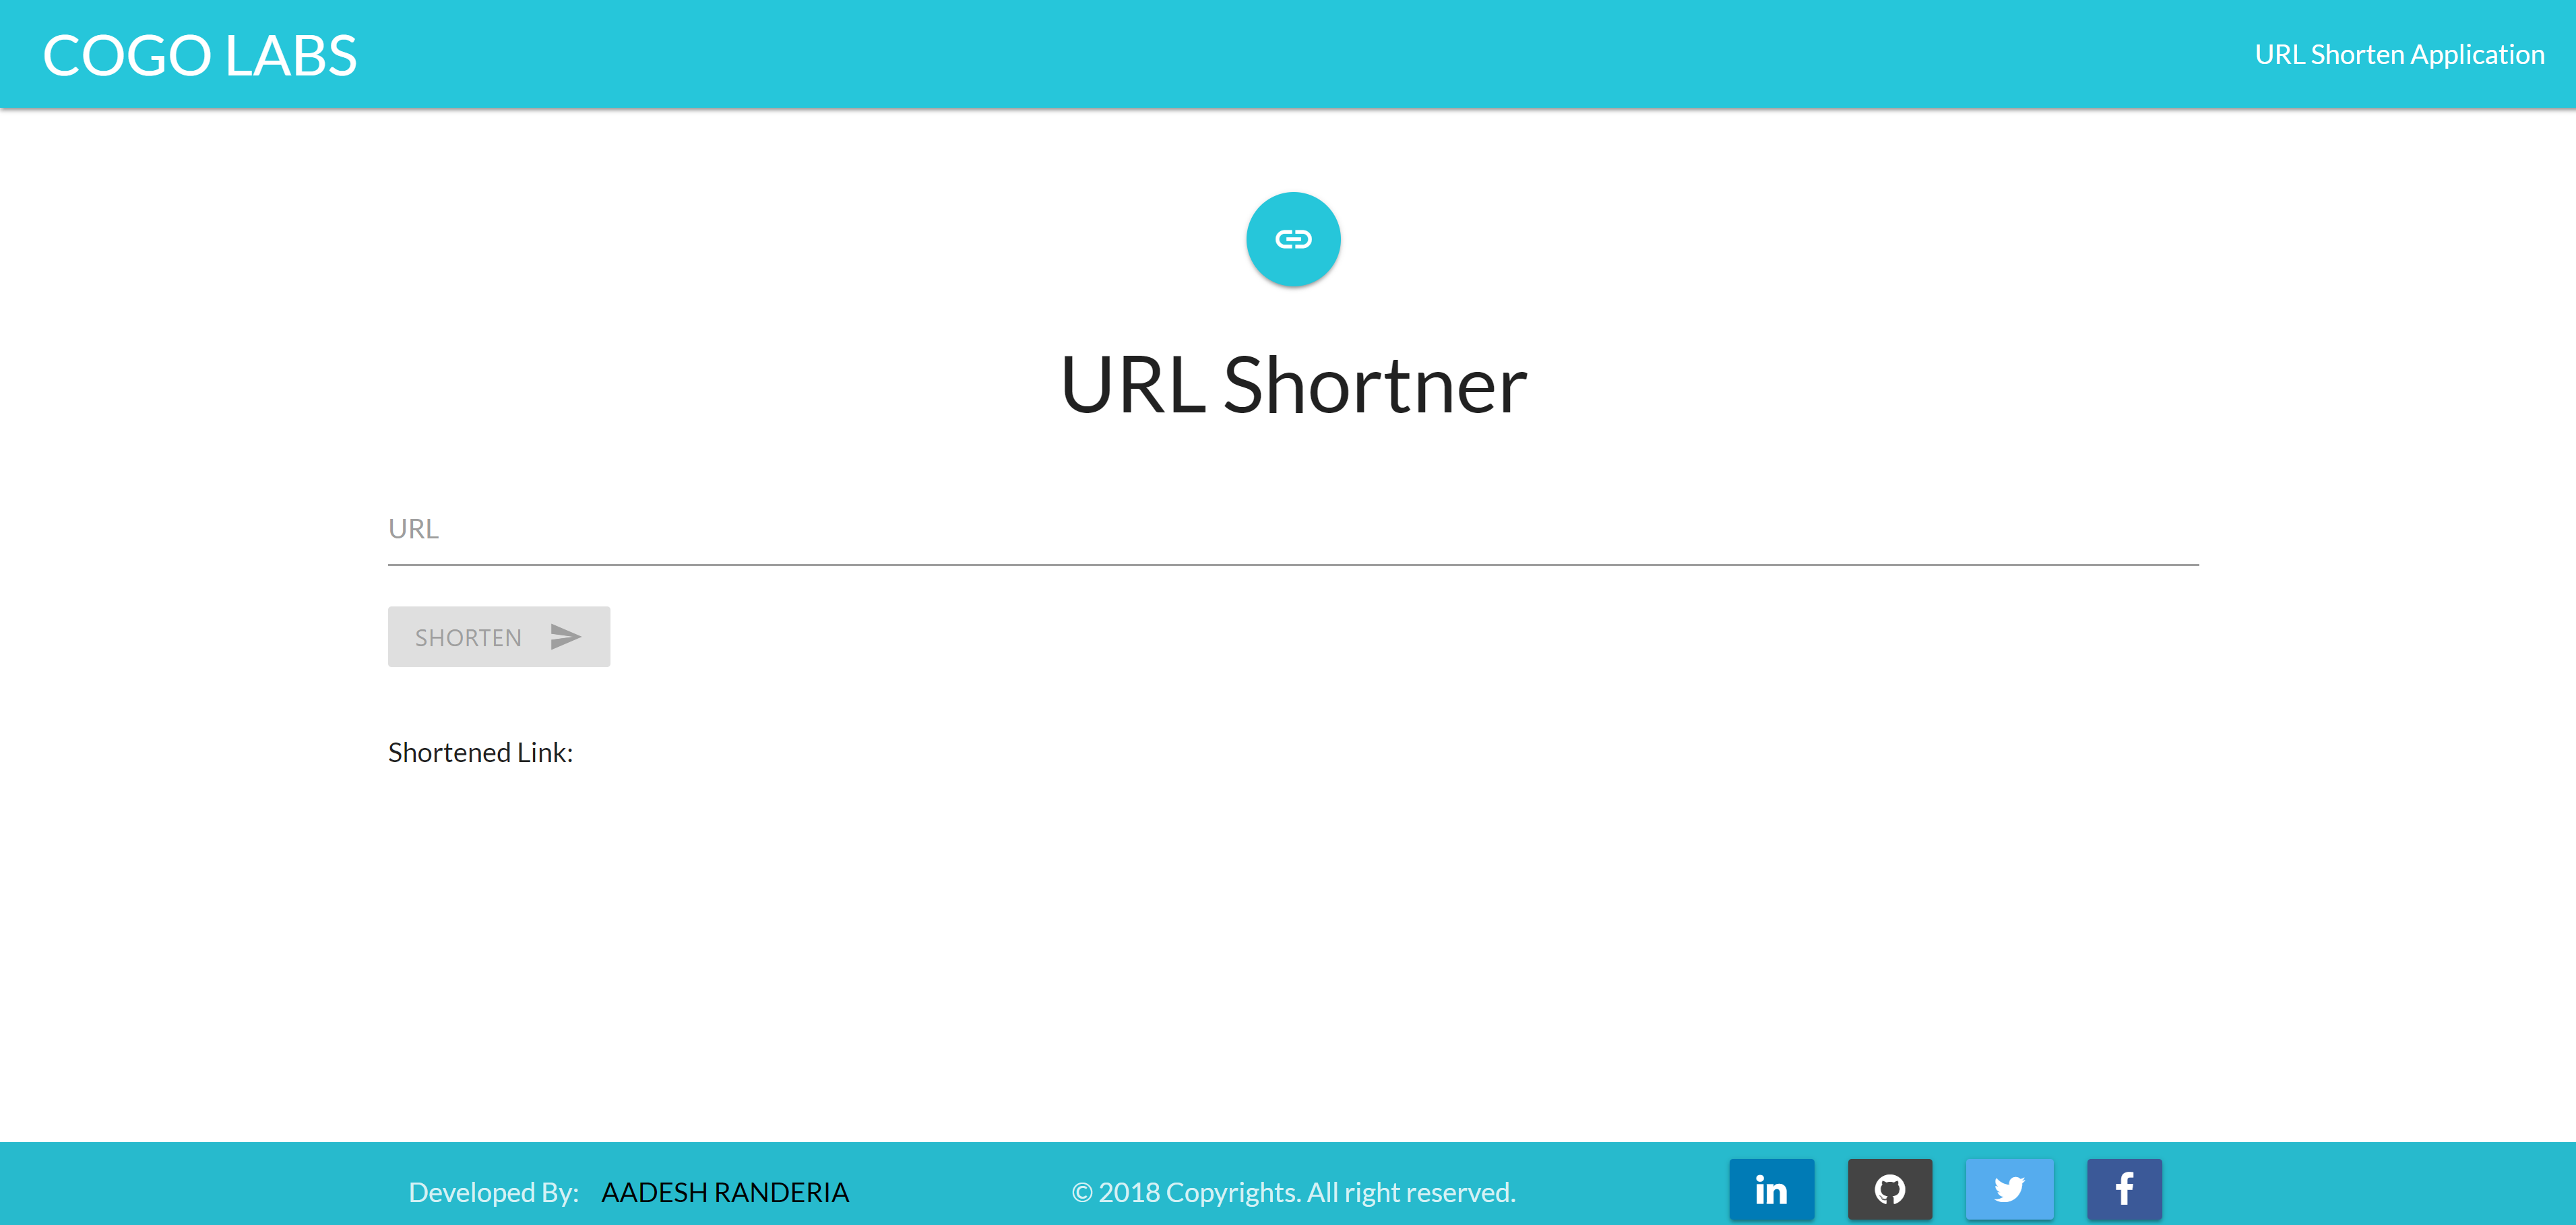 COGO LABS
URL Shorten Application
URL Shortner
URL
SHORTEN
Shortened Link:
Developed By: AADESH RANDERIA
© 2018 Copyrights. All right reserved.